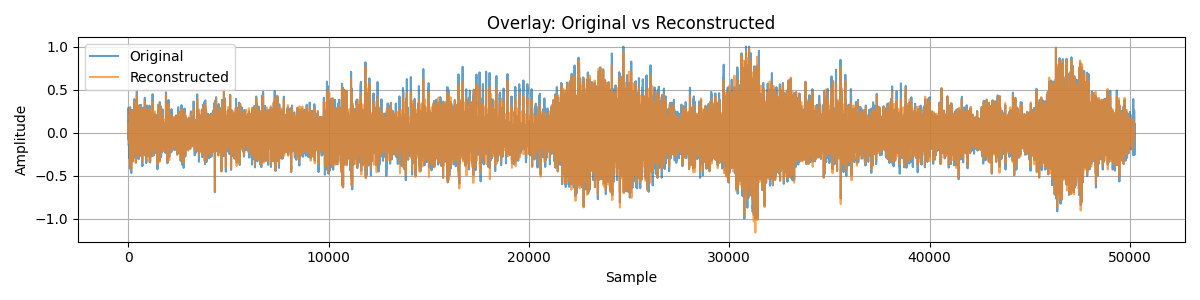 Overlay: Original vs Reconstructed
Original
Reconstructed
1.0
0.5
0.0
−0.5
−1.0
Amplitude
0
10000
20000
30000
40000
50000
Sample